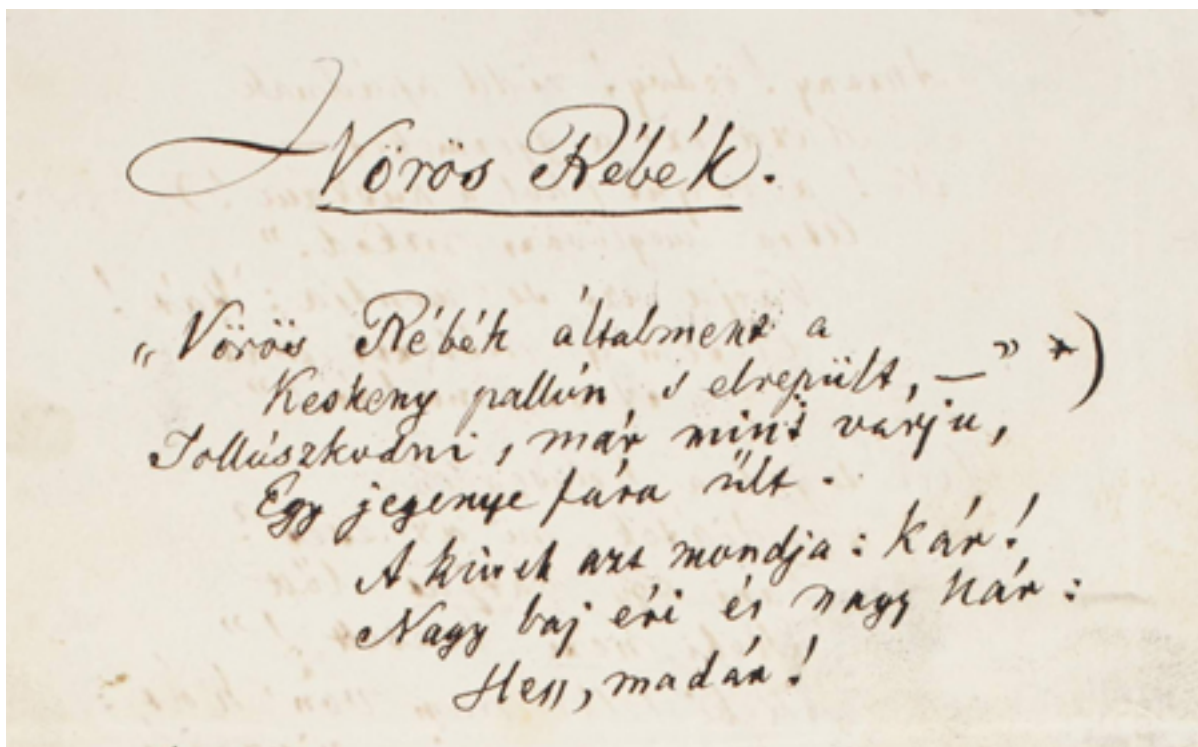 Vörös Rébék.
„Vörös Rébék általment a
Keskeny pallón s elrepült, —” *)
Tollászkodni, már mint varju,
Egy jegenye fára ült.
A kinek azt mondja: kár!
Nagy baj éri és nagy kár:
Hess, madár!